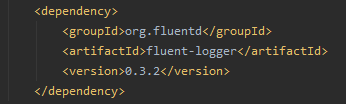 <dependency>
<groupId>org.fluentd</groupId>
<artifactId>fluent-logger</artifactId>
<version>0.3.2</version>
</dependency>